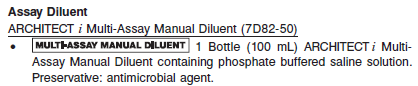 Assay Diluent
ARCHITECT i Multi-Assay Manual Diluent (7D82-50)
• MULTI-ASSAY MANUAL DILUENT 1 Bottle (100 mL) ARCHITECT i Multi-
Assay Manual Diluent containing phosphate buffered saline solution.
Preservative: antimicrobial agent.